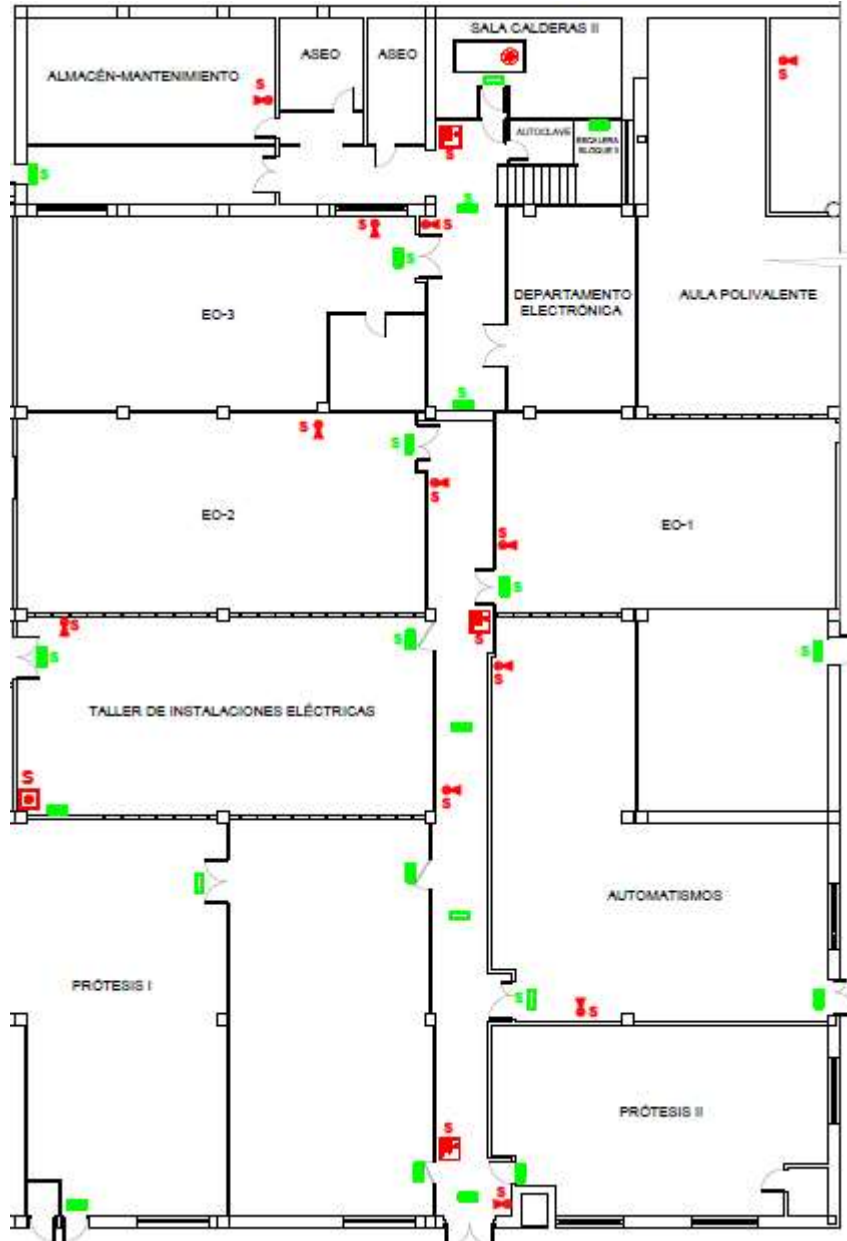 SALA CALDERAS II
ASEO
ASEO
ALMACÉN-MANTENIMIENTO
S
S
AUTOCLAVE
ESCALERA
BLOQUE II
S
S
S
S
S
S
DEPARTAMENTO
ELECTRÓNICA
AULA POLIVALENTE
EO-3
S
S
S
S
EO-2
S
EO-1
S
S
S
S
S
S
S
TALLER DE INSTALACIONES ELÉCTRICAS
S
S
AUTOMATISMOS
PRÓTESIS I
S
S
PRÓTESIS II
S
S